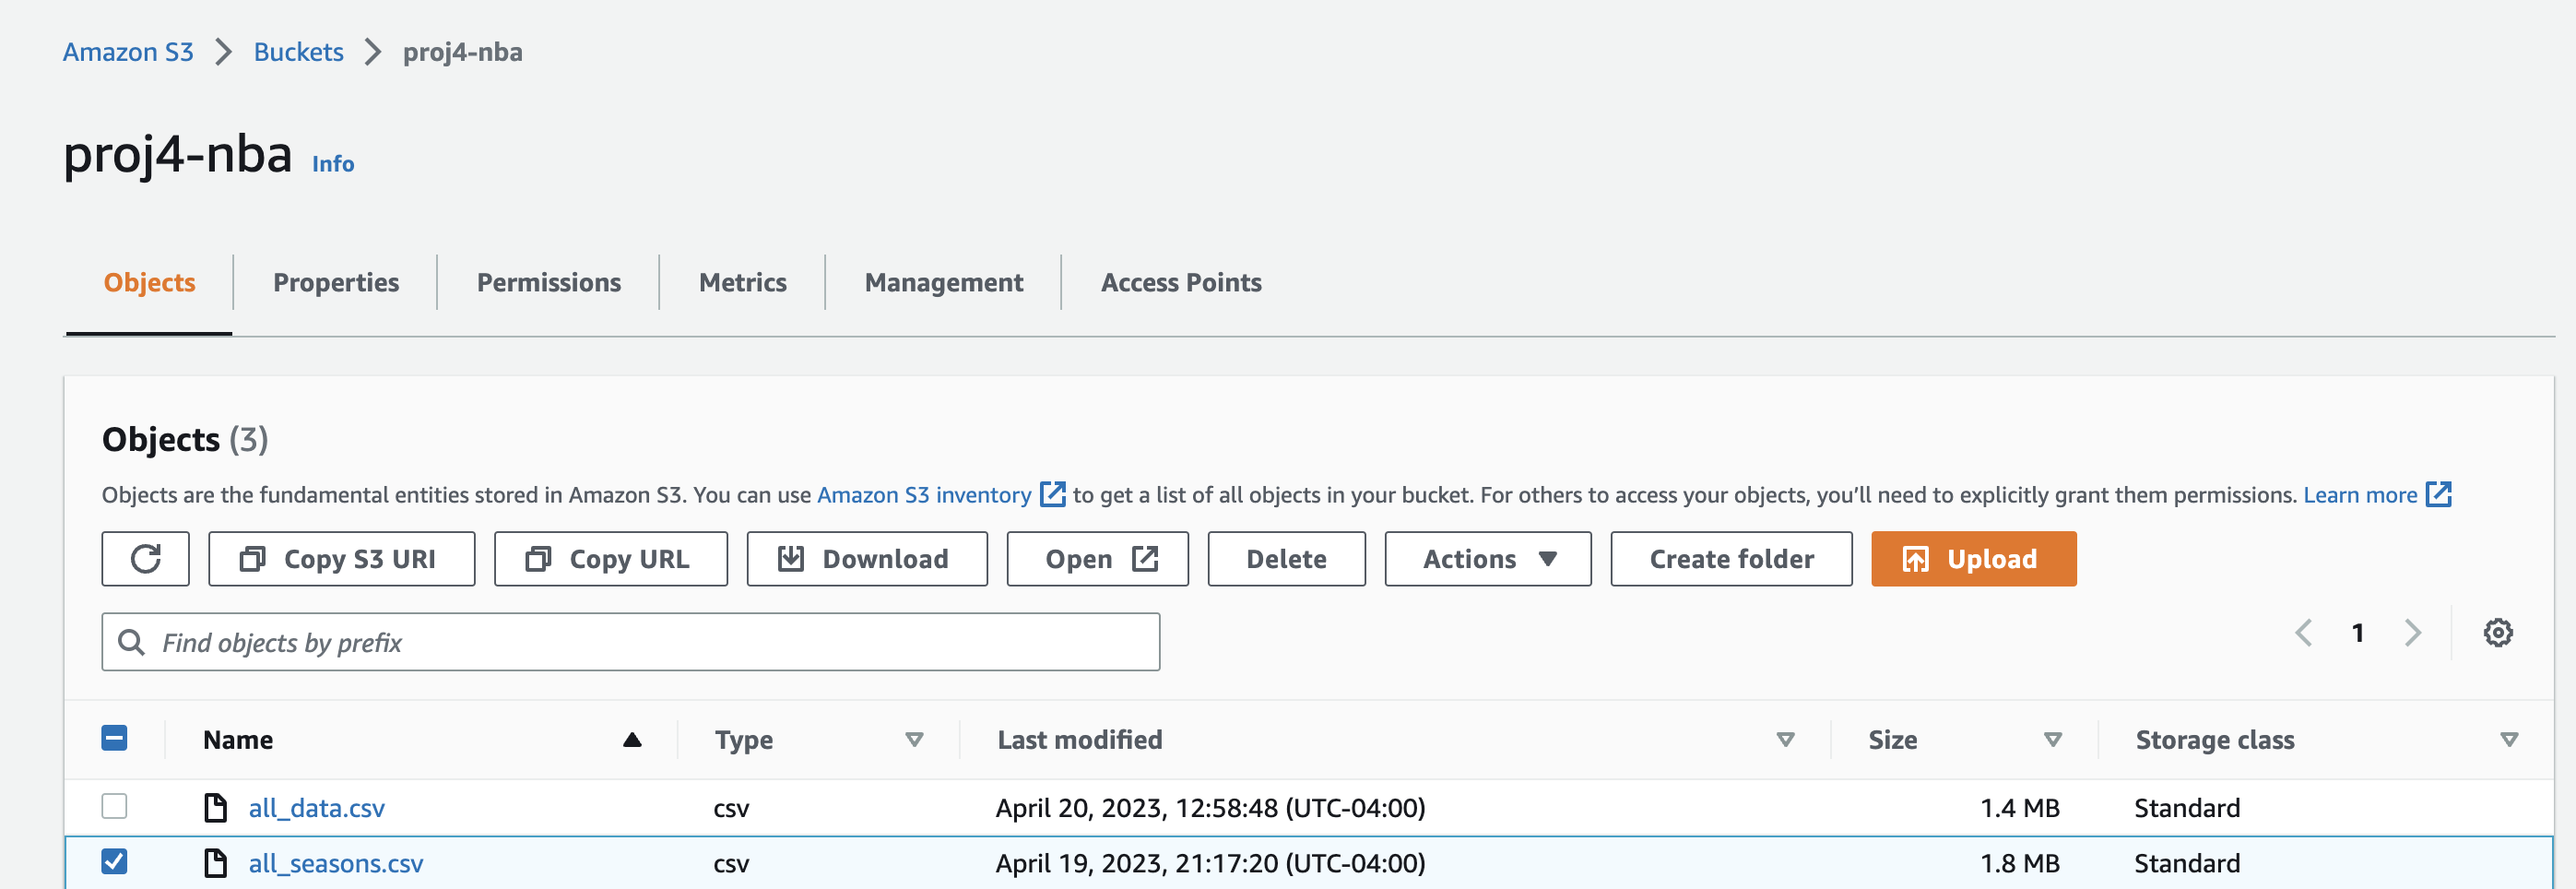 Amazon S3 > Buckets > proj4-nba
proj4-nba Info
Objects Properties Permissions Metrics Management Access Points
Objects (3)
Objects are the fundamental entities stored in Amazon S3. You can use Amazon S3 inventory to get a list of all objects in your bucket. For others to access your objects, you’ll need to explicitly grant them permissions. Learn more
Copy S3 URI Copy URL Download Open Delete Actions Create folder Upload
Find objects by prefix
1
Name Type Last modified Size Storage class
all_data.csv csv April 20, 2023, 12:58:48 (UTC-04:00) 1.4 MB Standard
all_seasons.csv csv April 19, 2023, 21:17:20 (UTC-04:00) 1.8 MB Standard